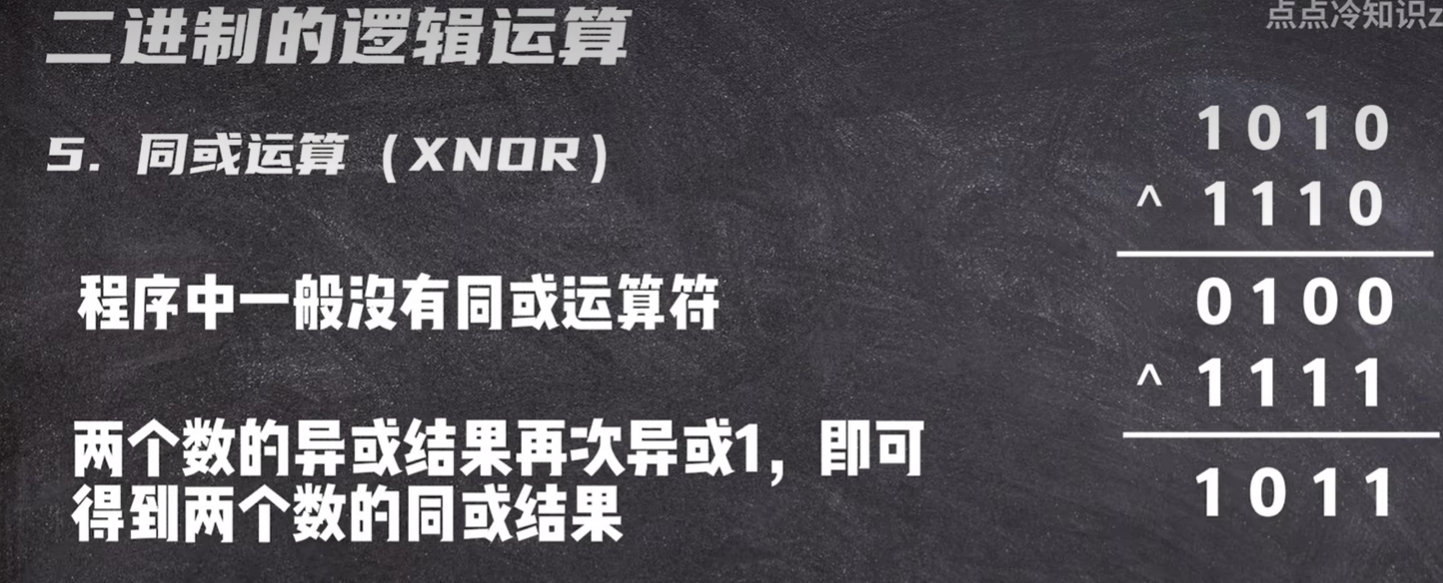 二进制的逻辑运算
点点冷知识z
5. 同或运算（XNOR）
1010
^ 1110
0100
^ 1111
1011
程序中一般没有同或运算符
两个数的异或结果再次异或1，即可
得到两个数的同或结果